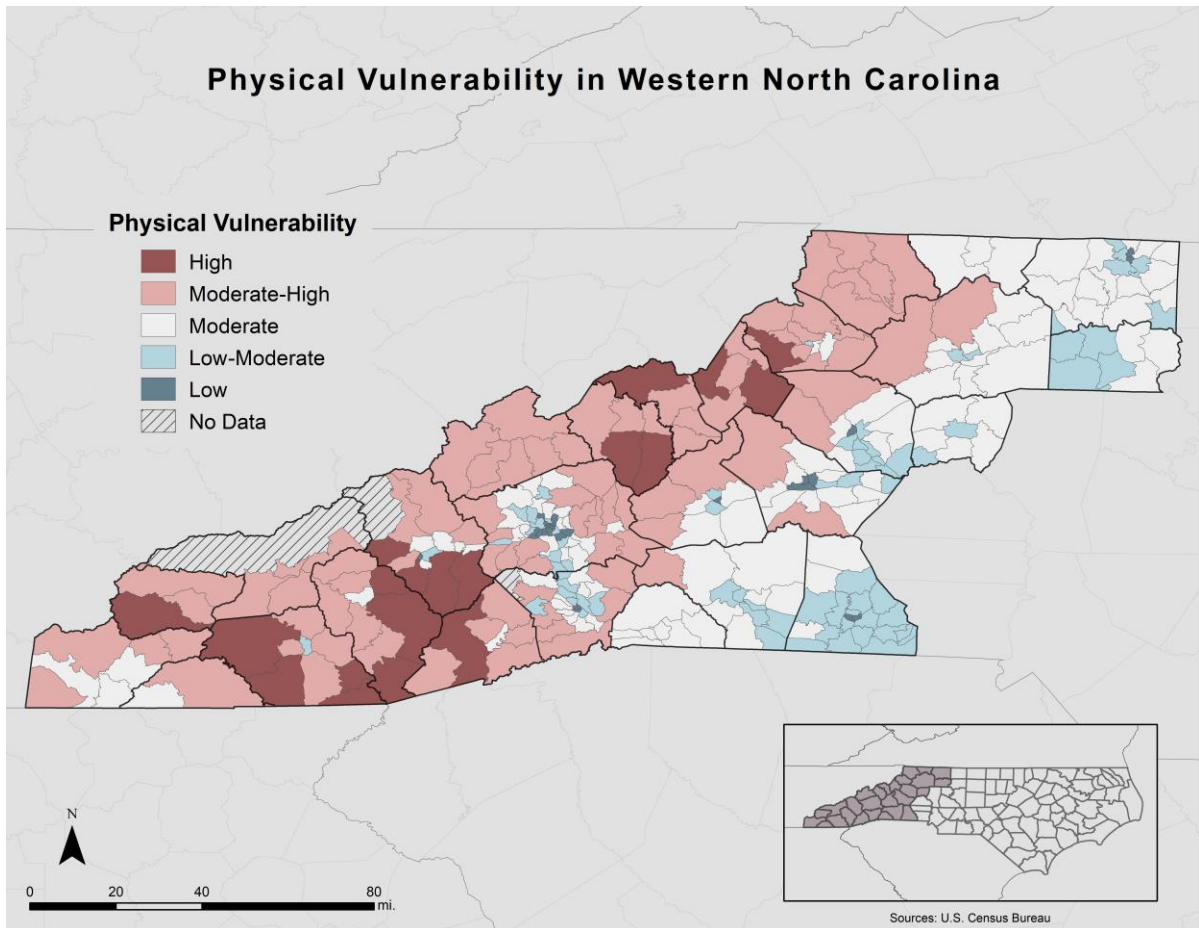 Physical Vulnerability in Western North Carolina
Physical Vulnerability
High
Moderate-High
Moderate
Low-Moderate
Low
No Data
N
0 20 40 80
mi.
Sources: U.S. Census Bureau